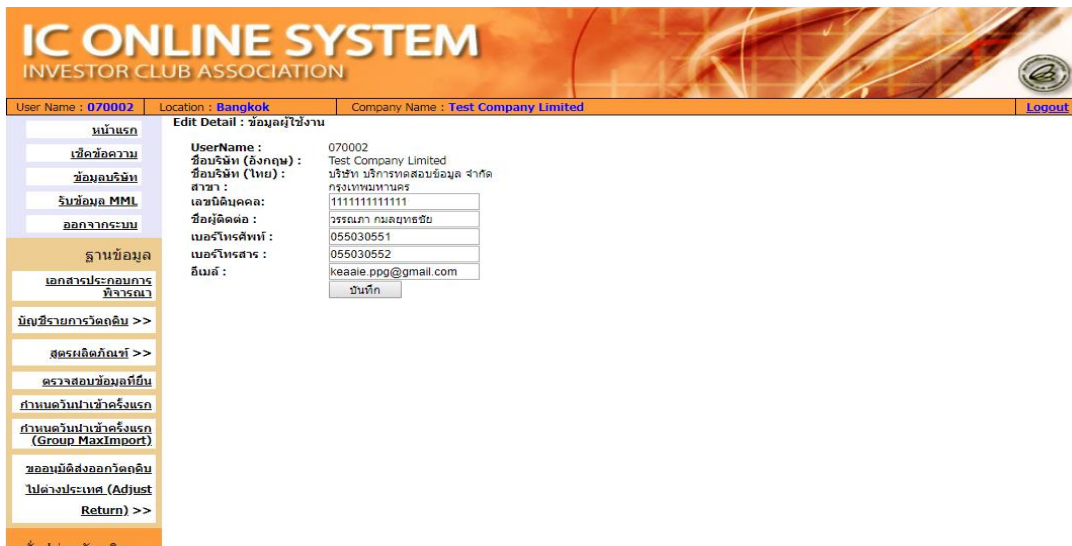 IC ONLINE SYSTEM
INVESTOR CLUB ASSOCIATION
User Name : 070002 Location : Bangkok Company Name : Test Company Limited Logout
หน้าแรก
เช็คข้อความ
ข้อมูลบริษัท
รับข้อมูล MML
ออกจากระบบ
ฐานข้อมูล
เอกสารประกอบการ
พิจารณา
บัญชีรายการวัตถุดิบ >>
สูตรผลิตภัณฑ์ >>
ตรวจสอบข้อมูลที่ยื่น
กำหนดวันนำเข้าครั้งแรก
กำหนดวันนำเข้าครั้งแรก
(Group MaxImport)
ขออนุมัติส่งออกวัตถุดิบ
ไปต่างประเทศ (Adjust
Return) >>
Edit Detail : ข้อมูลผู้ใช้งาน
UserName : 070002
ชื่อบริษัท (อังกฤษ) : Test Company Limited
ชื่อบริษัท (ไทย) : บริษัท บริการทดสอบข้อมูล จำกัด
สาขา : กรุงเทพมหานคร
เลขนิติบุคคล: 1111111111111
ชื่อผู้ติดต่อ : วรรณภา กมลยุทธชัย
เบอร์โทรศัพท์ : 055030551
เบอร์โทรสาร : 055030552
อีเมล์ : keaaie.ppg@gmail.com
บันทึก